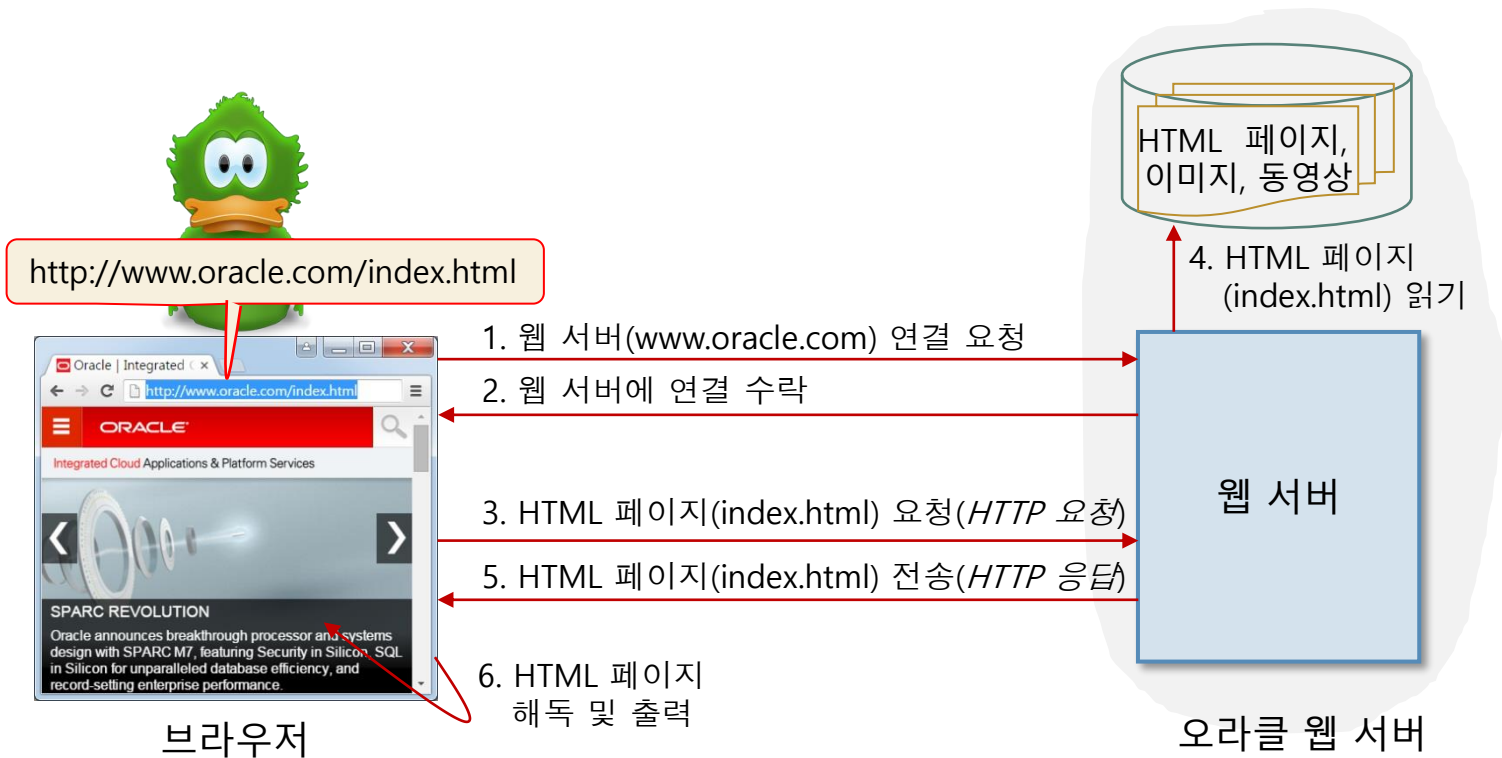 HTML 페이지,
이미지, 동영상
http://www.oracle.com/index.html
4. HTML 페이지
(index.html) 읽기
1. 웹 서버(www.oracle.com) 연결 요청
2. 웹 서버에 연결 수락
Oracle | Integrated
http://www.oracle.com/index.html
ORACLE
Integrated Cloud Applications & Platform Services
웹 서버
3. HTML 페이지(index.html) 요청(HTTP 요청)
5. HTML 페이지(index.html) 전송(HTTP 응답)
SPARC REVOLUTION
Oracle announces breakthrough processor and systems
design with SPARC M7, featuring Security in Silicon, SQL
in Silicon for unparalleled database efficiency, and
record-setting enterprise performance.
6. HTML 페이지
해독 및 출력
브라우저
오라클 웹 서버